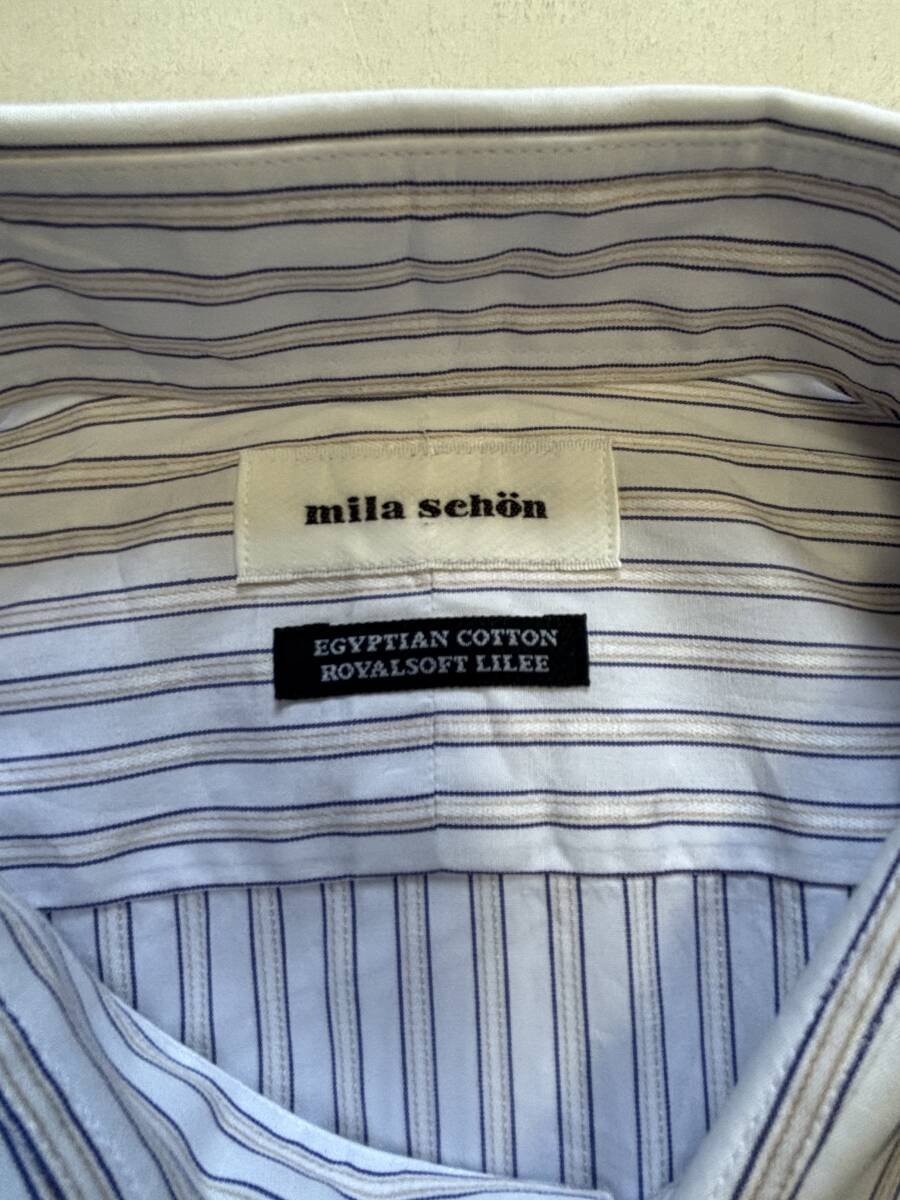 mila schön
EGYPTIAN COTTON
ROYALSOFT LILEE